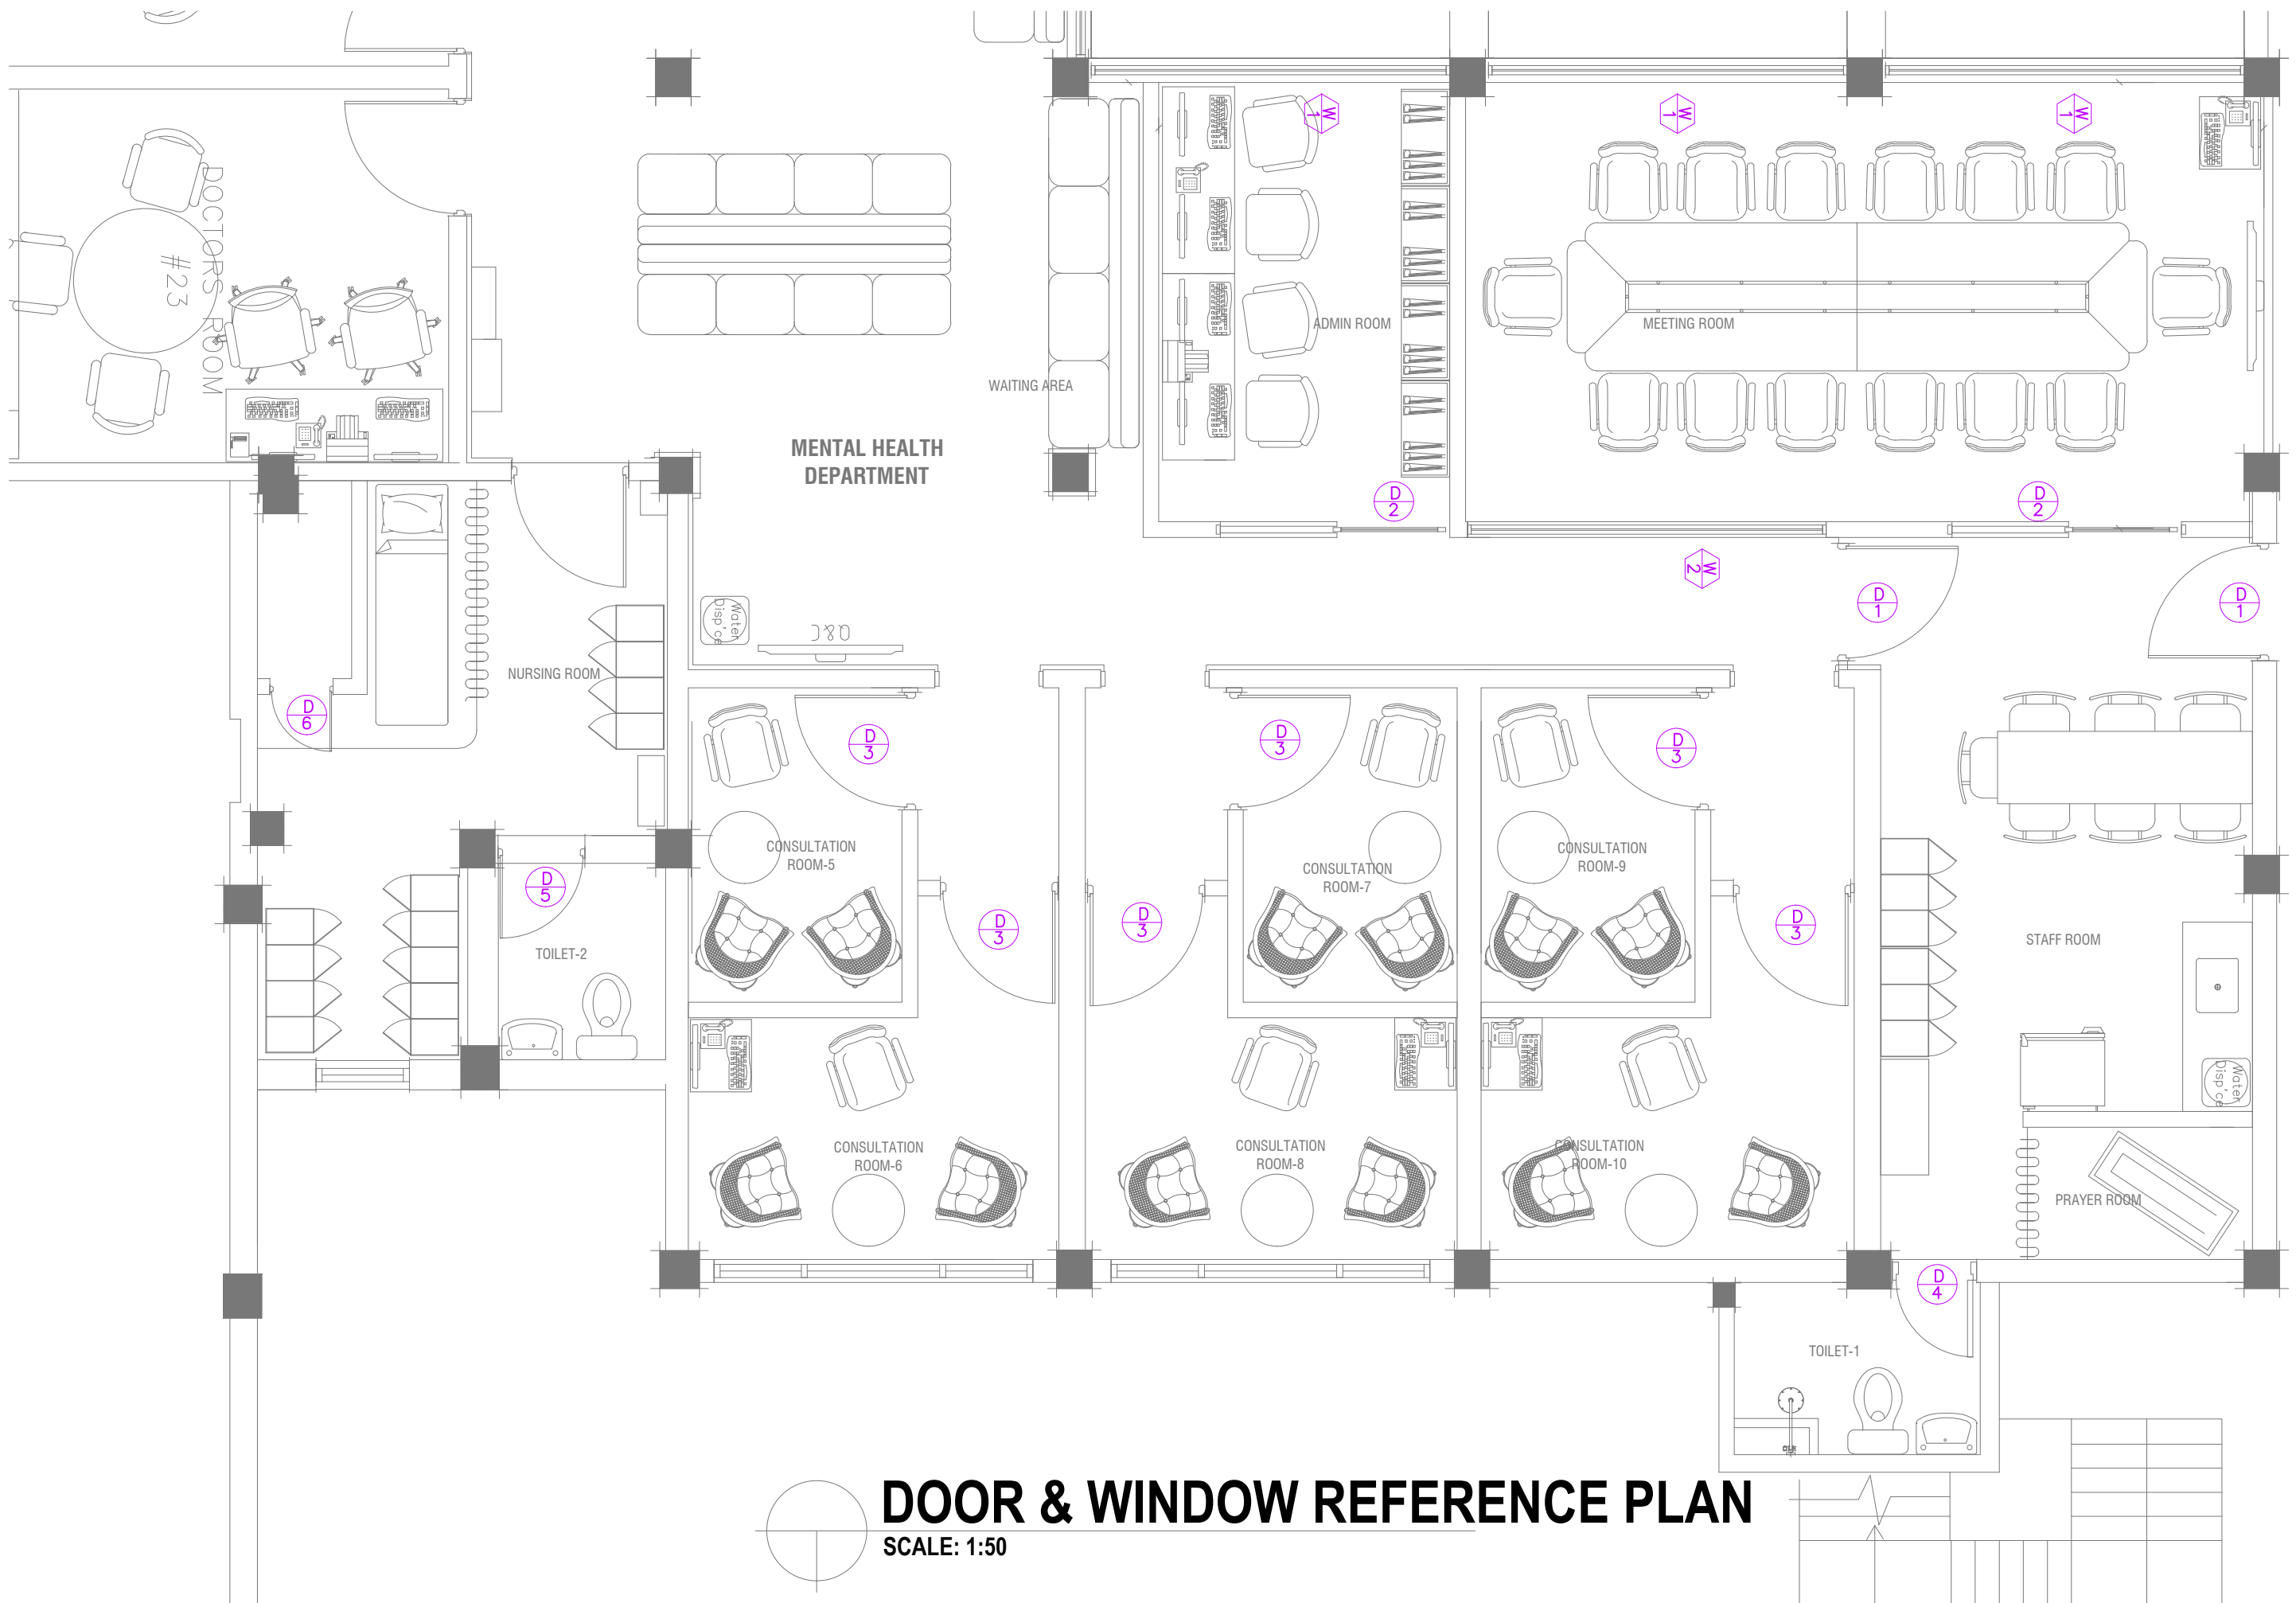 W
1
W
1
W
1
DOCTORS ROOM
#23
ADMIN ROOM
MEETING ROOM
WAITING AREA
MENTAL HEALTH
DEPARTMENT
D
2
D
2
W
2
D
1
D
1
Water
Disp'ce
NURSING ROOM
D
6
D
3
D
3
D
3
CONSULTATION
ROOM-5
CONSULTATION
ROOM-7
CONSULTATION
ROOM-9
D
5
D
3
D
3
D
3
TOILET-2
STAFF ROOM
Water
Disp'ce
CONSULTATION
ROOM-6
CONSULTATION
ROOM-8
CONSULTATION
ROOM-10
PRAYER ROOM
D
4
TOILET-1
DOOR & WINDOW REFERENCE PLAN
SCALE: 1:50